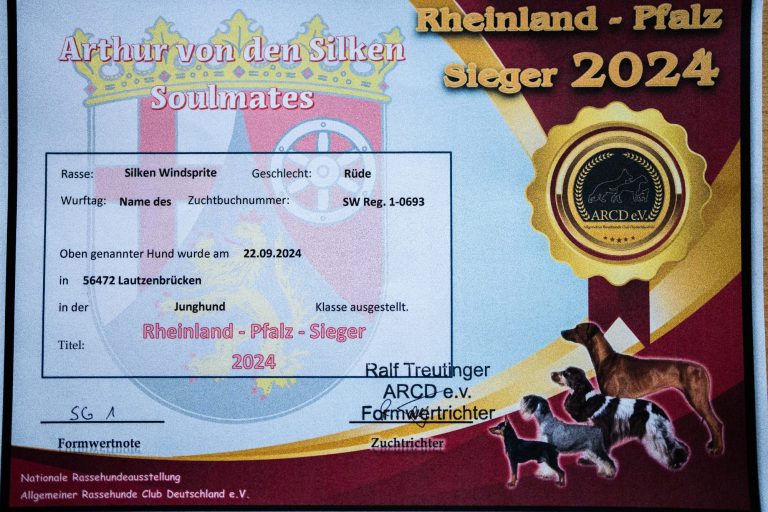 Rheinland - Pfalz
Sieger 2024
Arthur von den Silken
Soulmates
Rasse: Silken Windsprite Geschlecht: Rüde
Wurftag: Name des Zuchtbuchnummer: SW Reg. 1-0693
Oben genannter Hund wurde am 22.09.2024
in 56472 Lautzenbrücken
in der Junghund Klasse ausgestellt.
Titel: Rheinland - Pfalz - Sieger
2024
ARCD e.V.
Ralf Treutinger
ARCD e.v.
Formwertrichter
SG 1
Formwertnote Zuchtrichter
Nationale Rassehundeausstellung
Allgemeiner Rassehunde Club Deutschland e.V.